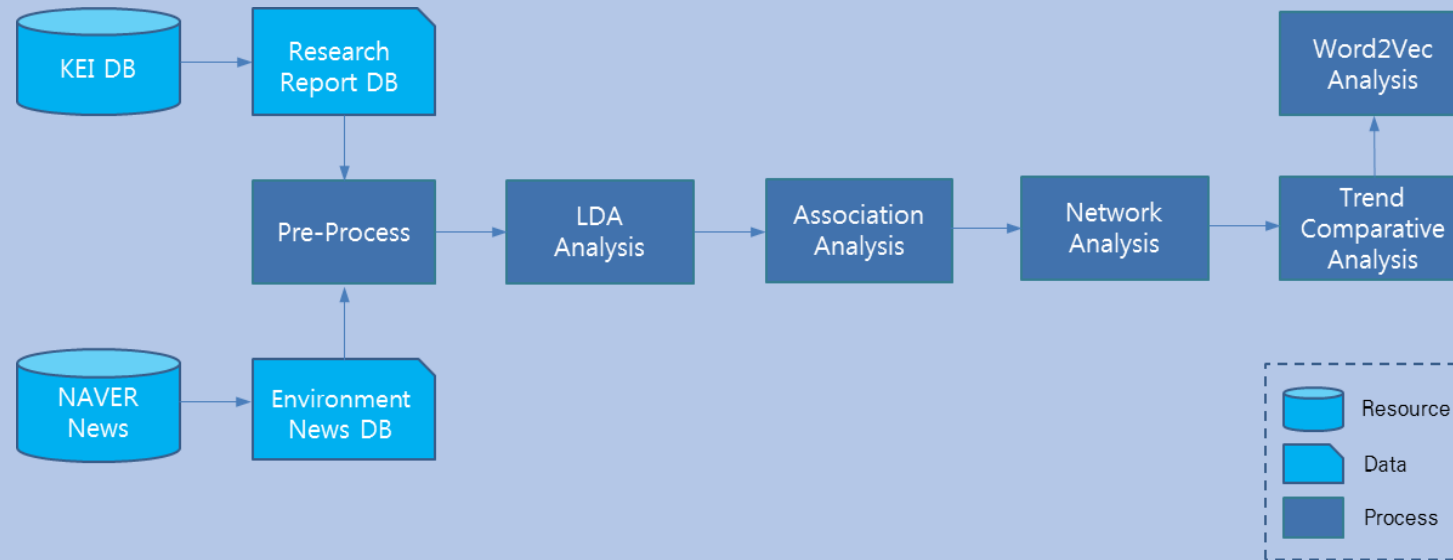 KEI DB
Research
Report DB
Word2Vec
Analysis
Pre-Process
LDA
Analysis
Association
Analysis
Network
Analysis
Trend
Comparative
Analysis
NAVER
News
Environment
News DB
Resource
Data
Process